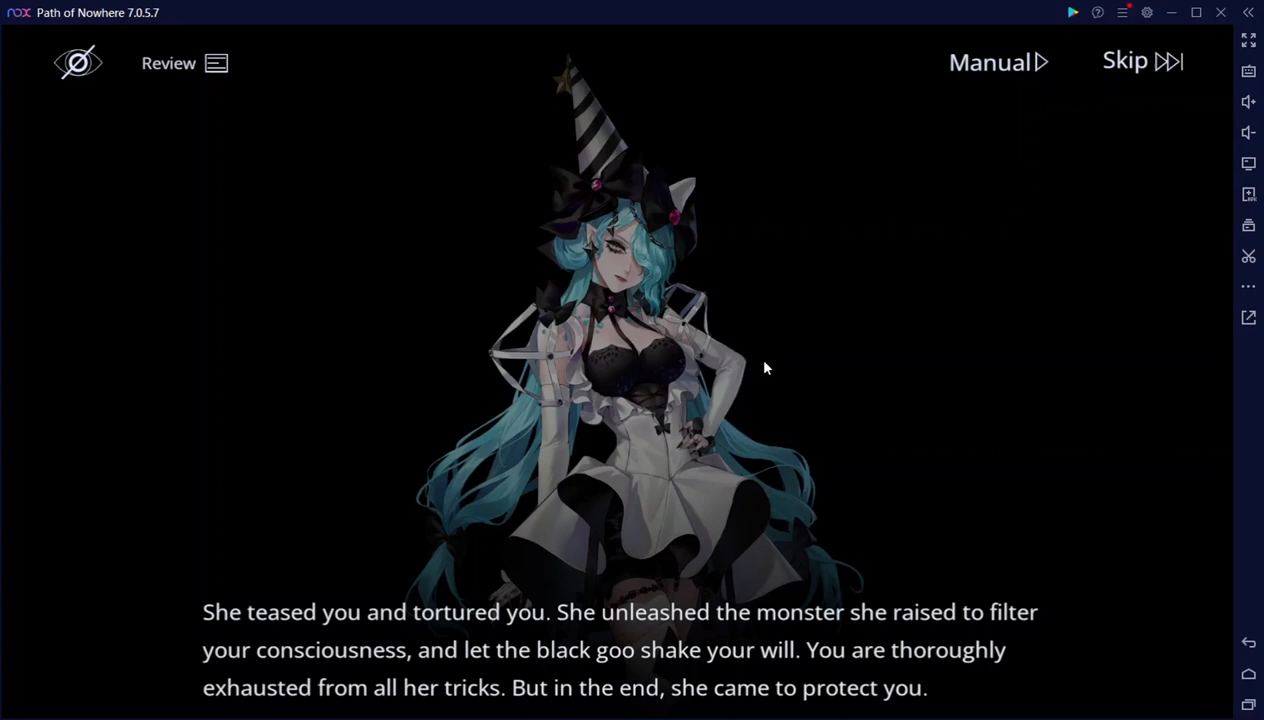 nox Path of Nowhere 7.0.5.7
Review
Manual
Skip
She teased you and tortured you. She unleashed the monster she raised to filter
your consciousness, and let the black goo shake your will. You are thoroughly
exhausted from all her tricks. But in the end, she came to protect you.